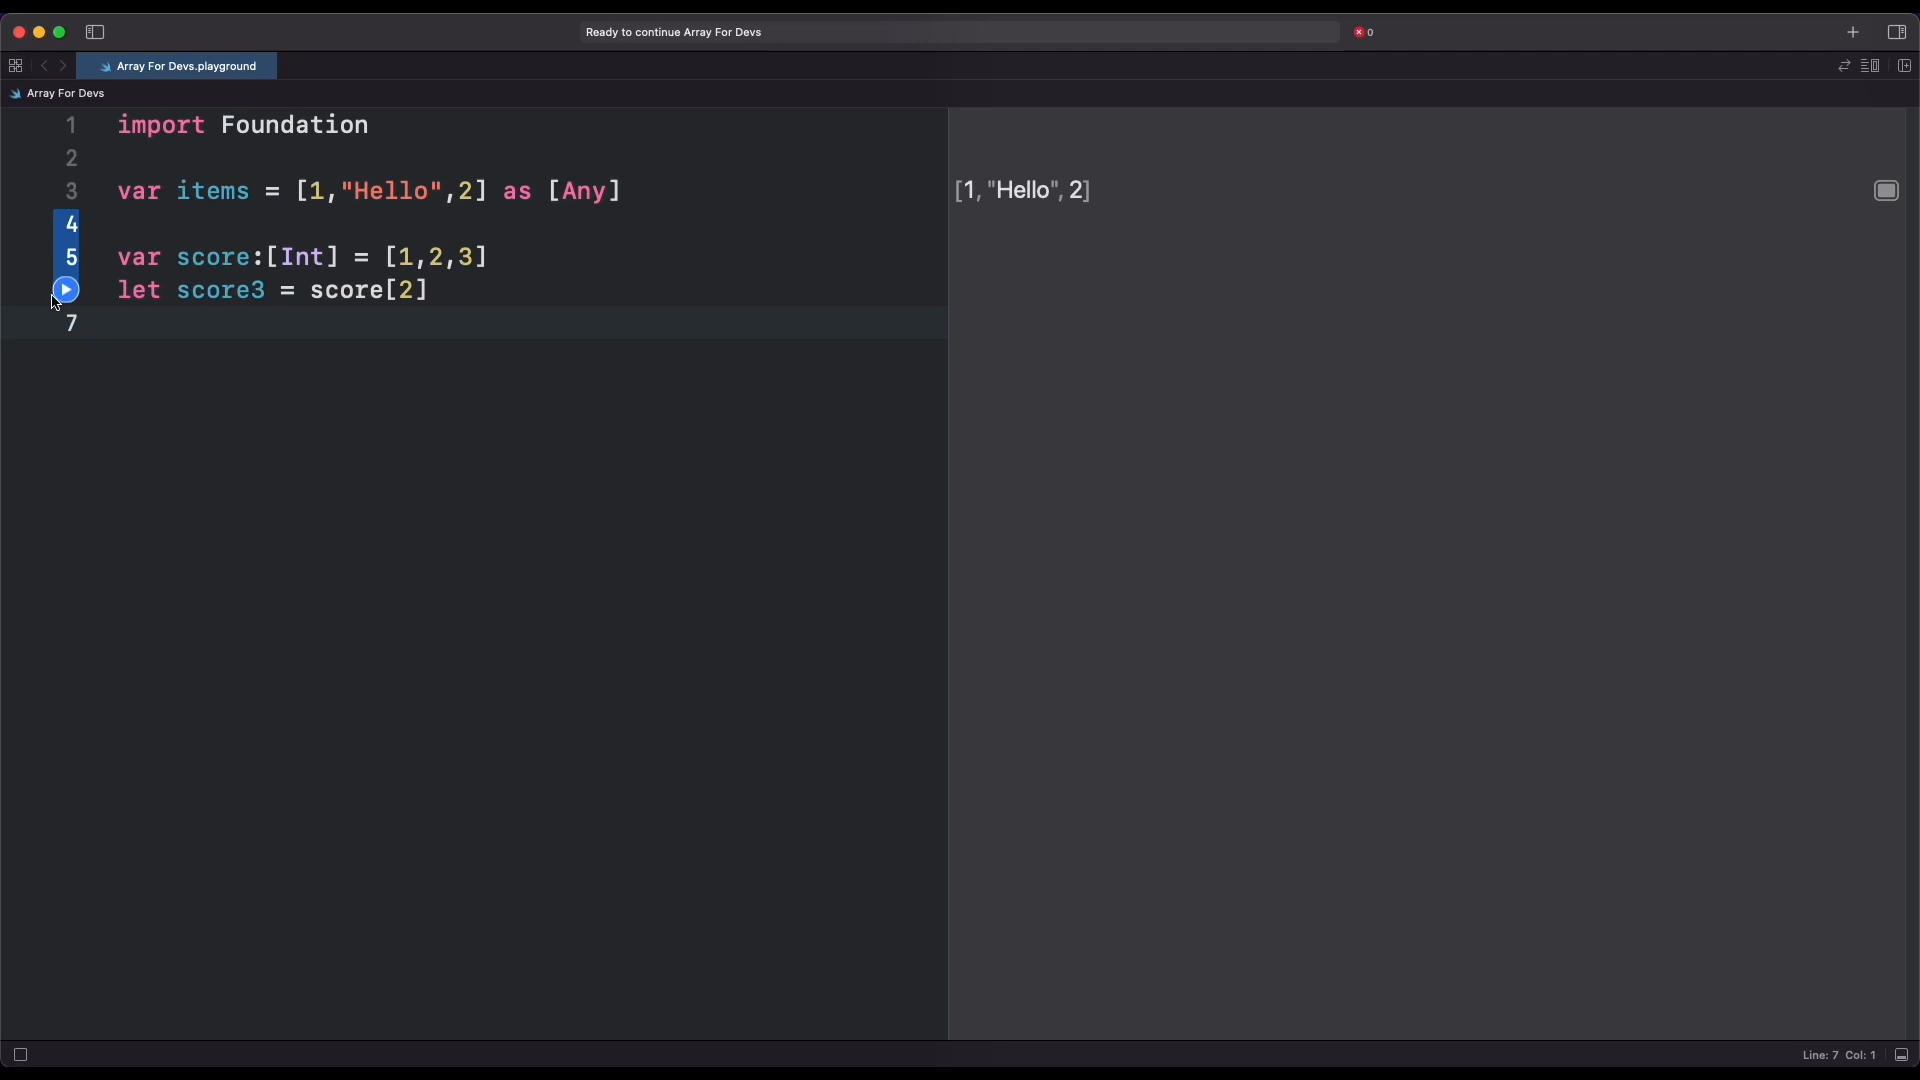 Ready to continue Array For Devs
0
Array For Devs.playground
Array For Devs
1 import Foundation
2
3 var items = [1,"Hello",2] as [Any]
[1, "Hello", 2]
4
5 var score:[Int] = [1,2,3]
let score3 = score[2]
7
Line: 7 Col: 1